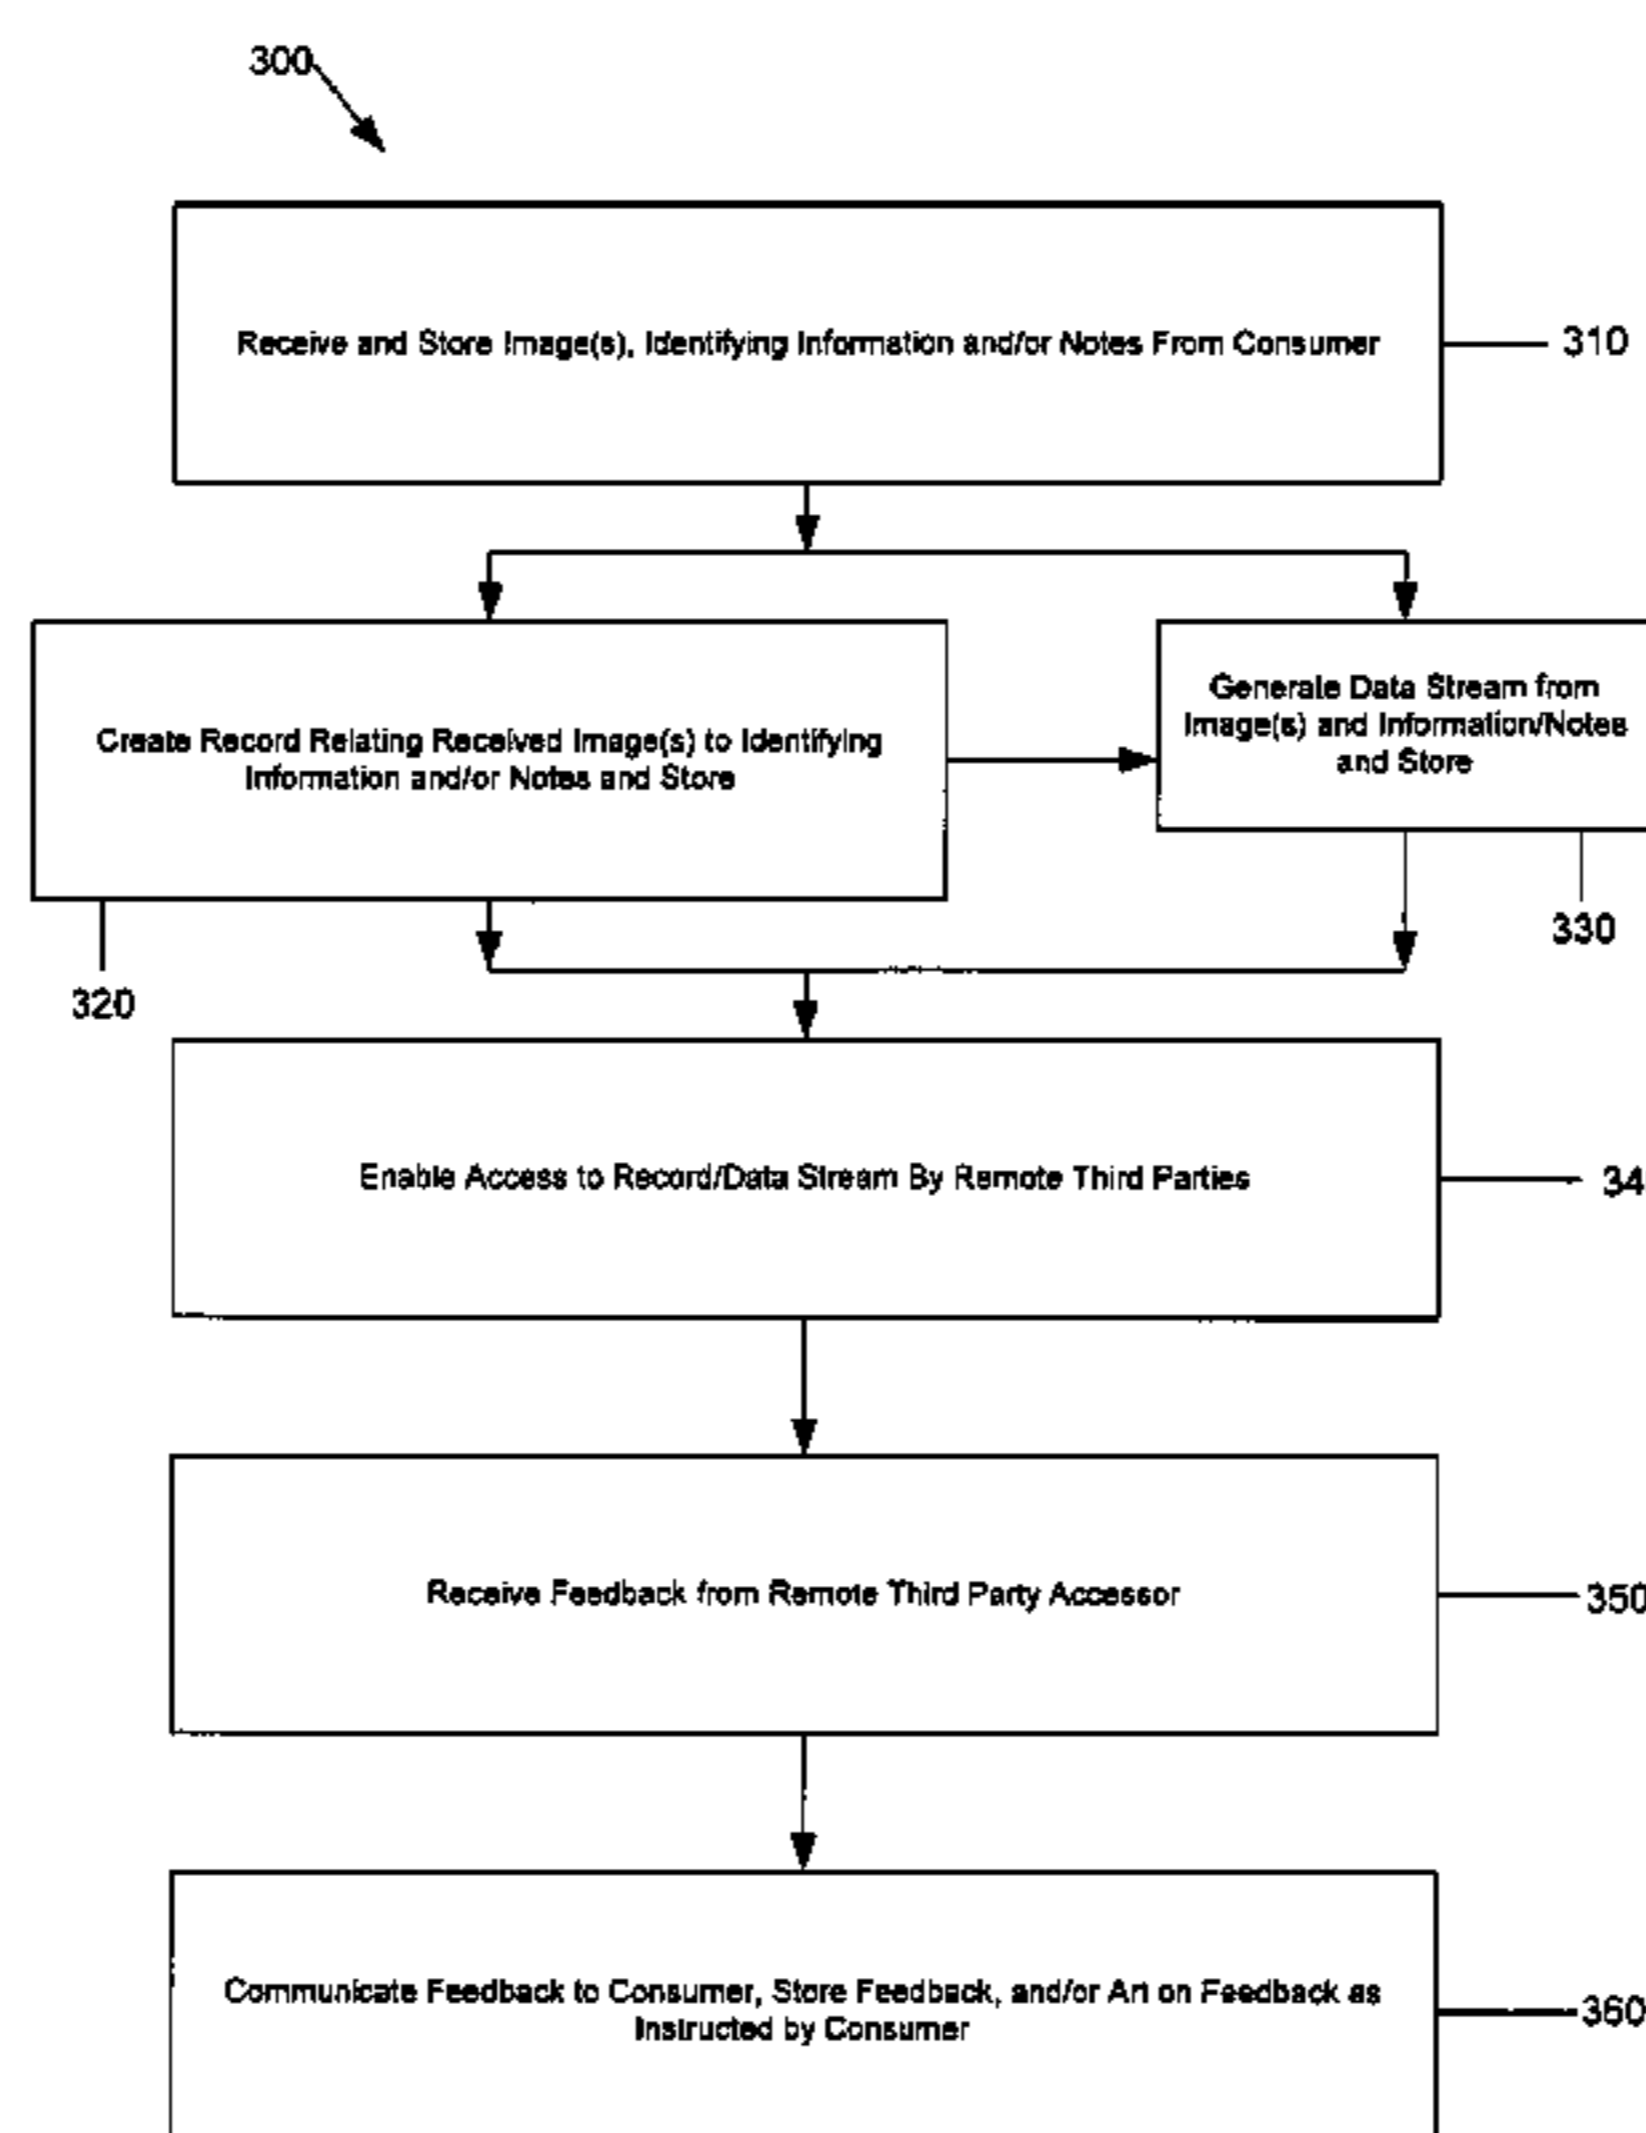 300
Receive and Store Image(s), Identifying Information and/or Notes From Consumer
310
Create Record Relating Received Image(s) to Identifying
Information and/or Notes and Store
Generate Data Stream from
Image(s) and Information/Notes
and Store
330
320
Enable Access to Record/Data Stream By Remote Third Parties
34
Receive Feedback from Remote Third Party Accessor
350
Communicate Feedback to Consumer, Store Feedback, and/or on Feedback as
Instructed by Consumer
360